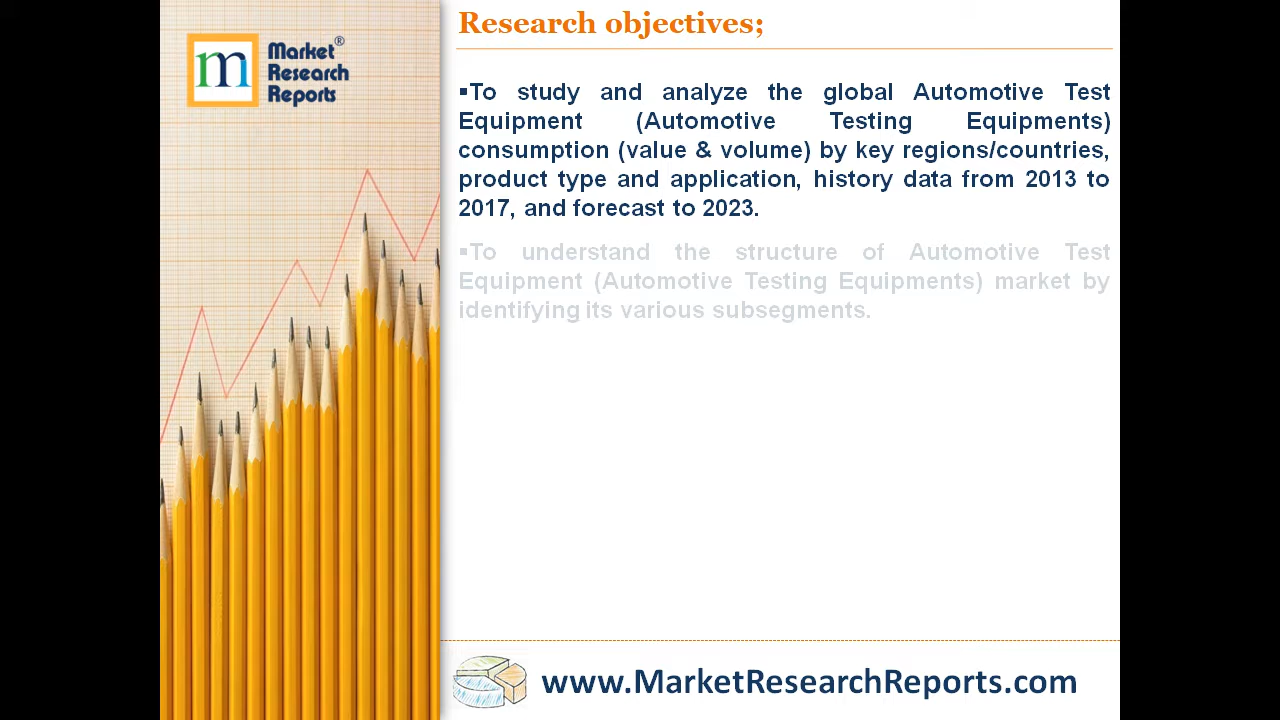 Research objectives;
Market®
Research
Reports
▪To study and analyze the global Automotive Test
Equipment (Automotive Testing Equipments)
consumption (value & volume) by key regions/countries,
product type and application, history data from 2013 to
2017, and forecast to 2023.
▪To understand the structure of Automotive Test
Equipment (Automotive Testing Equipments) market by
identifying its various subsegments.
www.MarketResearchReports.com